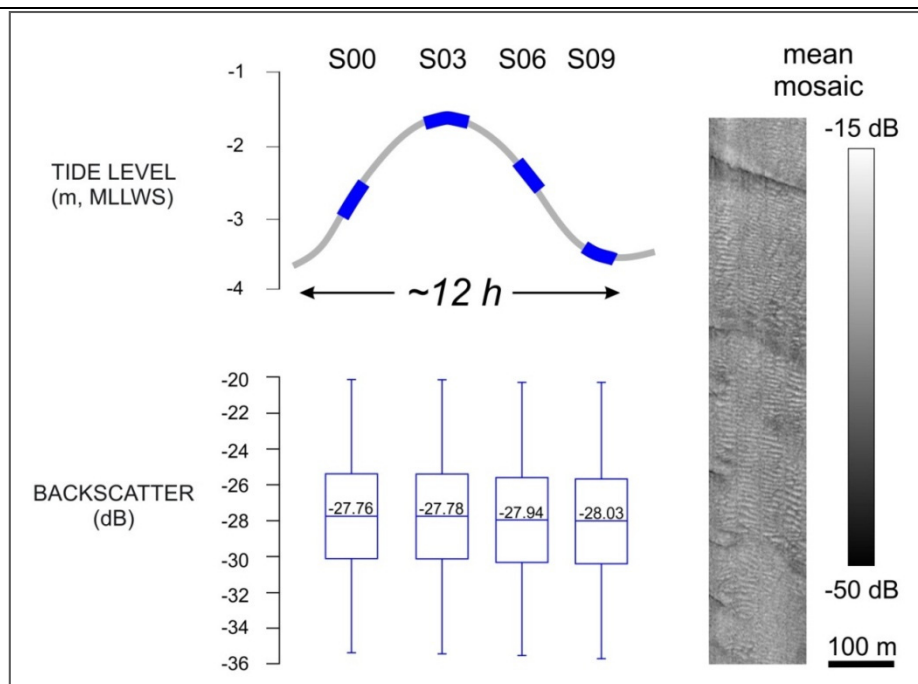 S00 S03 S06 S09
-1
-2
-3
-4
TIDE LEVEL
(m, MLLWS)
~12 h
-20
-22
-24
-26
-28
-30
-32
-34
-36
BACKSCATTER
(dB)
-27.76 -27.78 -27.94 -28.03
mean
mosaic
-15 dB
-50 dB
100 m